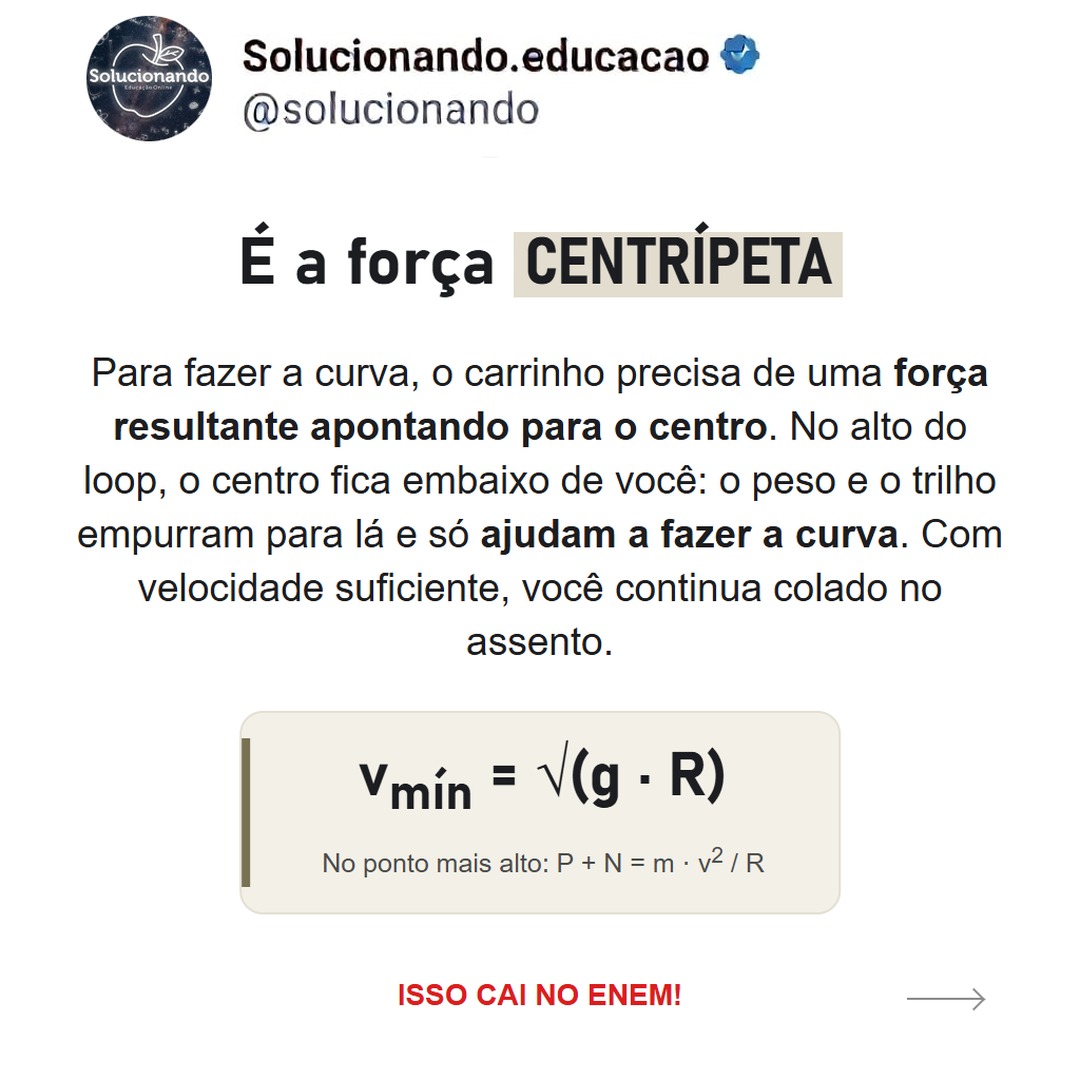 Solucionando
Educação Online
Solucionando.educacao
@solucionando
É a força CENTRÍPETA
Para fazer a curva, o carrinho precisa de uma força
resultante apontando para o centro. No alto do
loop, o centro fica embaixo de você: o peso e o trilho
empurram para lá e só ajudam a fazer a curva. Com
velocidade suficiente, você continua colado no
assento.
vmín = √(g · R)
No ponto mais alto: P + N = m · v² / R
ISSO CAI NO ENEM!